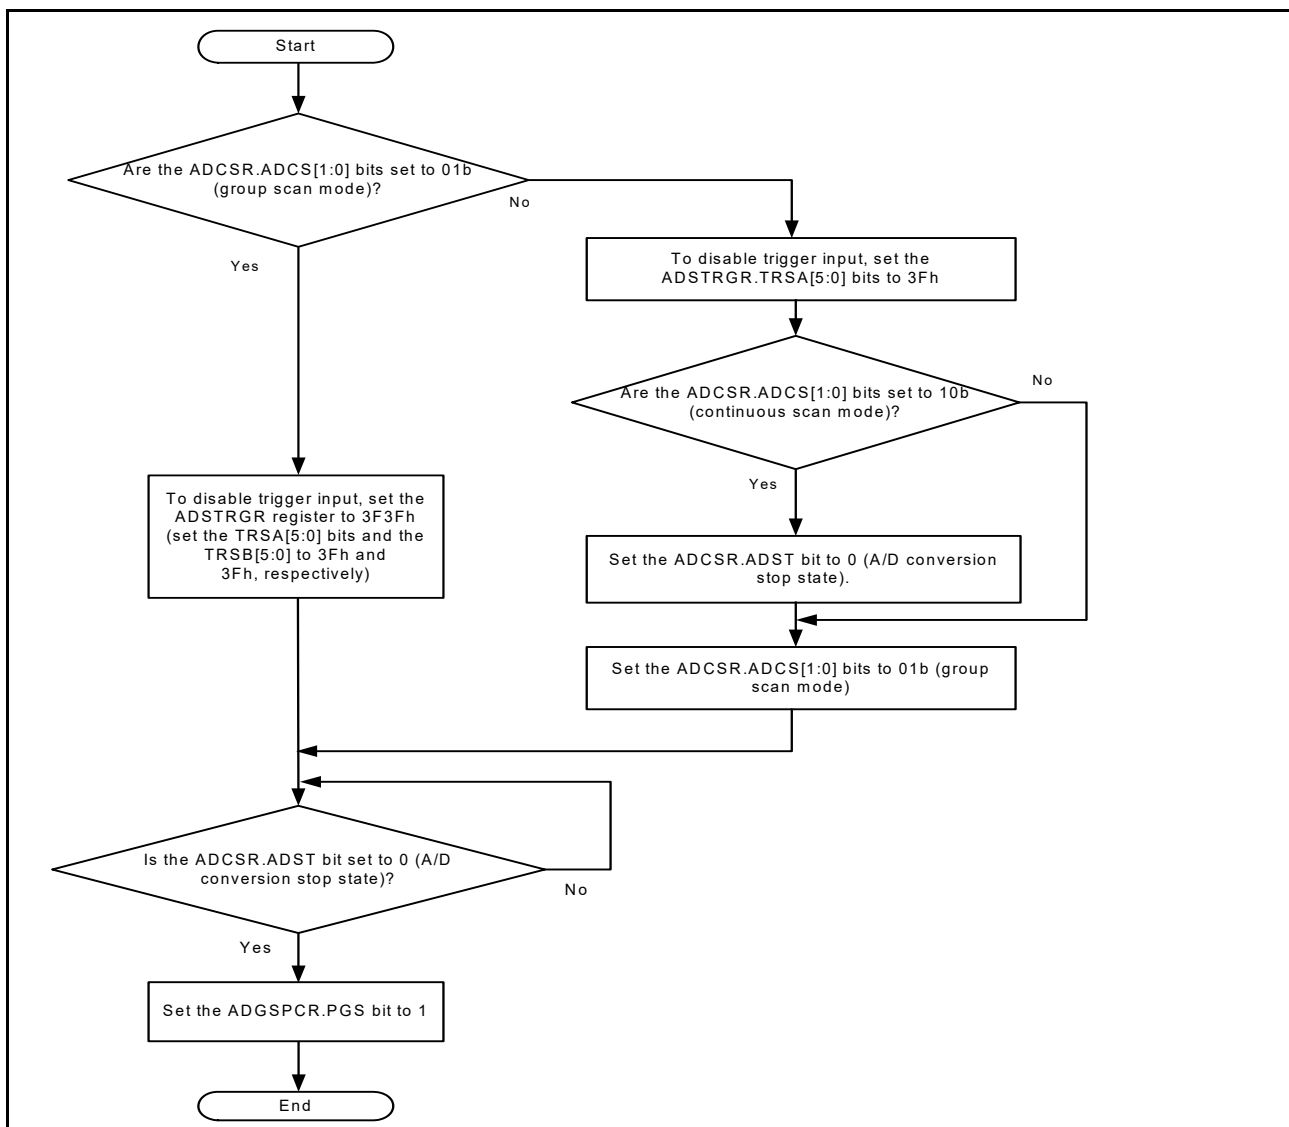 Start
Are the ADCSR.ADCS[1:0] bits set to 01b
(group scan mode)?
No
Yes
To disable trigger input, set the
ADSTRGR.TRSA[5:0] bits to 3Fh
Are the ADCSR.ADCS[1:0] bits set to 10b
(continuous scan mode)?
No
Yes
To disable trigger input, set the
ADSTRGR register to 3F3Fh
(set the TRSA[5:0] bits and the
TRSB[5:0] to 3Fh and
3Fh, respectively)
Set the ADCSR.ADST bit to 0 (A/D conversion
stop state).
Set the ADCSR.ADCS[1:0] bits to 01b (group
scan mode)
Is the ADCSR.ADST bit set to 0 (A/D
conversion stop state)?
No
Yes
Set the ADGSPCR.PGS bit to 1
End